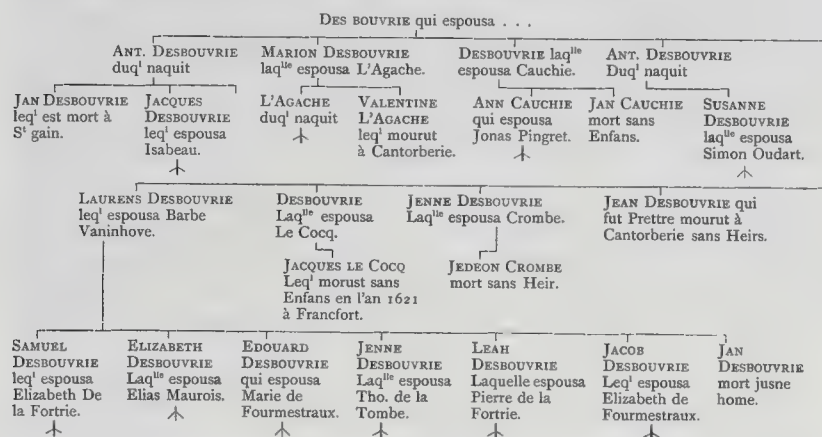 DES BOUVRIE qui espousa . . .
ANT. DESBOUVRIE
duq^t naquit
MARION DESBOUVRIE
laq^lle espousa L'Agache.
DESBOUVRIE laq^lle
espousa Cauchie.
ANT. DESBOUVRIE
Duq^t naquit
JAN DESBOUVRIE
leq^t est mort à
S^t gain.
JACQUES
DESBOUVRIE
leq^t espousa
Isabeau.
L'AGACHE
duq^t naquit
VALENTINE
L'AGACHE
leq^t mourut
à Cantorberie.
ANN CAUCHIE
qui espousa
Jonas Pingret.
JAN CAUCHIE
mort sans
Enfans.
SUSANNE
DESBOUVRIE
laq^lle espousa
Simon Oudart.
LAURENS DESBOUVRIE
leq^t espousa Barbe
Vaninhove.
DESBOUVRIE
Laq^lle espousa
Le Cocq.
JENNE DESBOUVRIE
Laq^lle espousa Crombe.
JEAN DESBOUVRIE qui
fut Prettre mourut à
Cantorberie sans Heirs.
JACQUES LE COCQ
Leq^t morust sans
Enfans en l'an 1621
à Francfort.
JEDEON CROMBE
mort sans Heir.
SAMUEL
DESBOUVRIE
leq^t espousa
Elizabeth De
la Fortrie.
ELIZABETH
DESBOUVRIE
Laq^lle espousa
Elias Maurois.
EDOUARD
DESBOUVRIE
qui espousa
Marie de
Fourmestraux.
JENNE
DESBOUVRIE
Laq^lle espousa
Tho. de la
Tombe.
LEAH
DESBOUVRIE
Laquelle espousa
Pierre de la
Fortrie.
JACOB
DESBOUVRIE
Leq^t espousa
Elizabeth de
Fourmestraux.
JAN
DESBOUVRIE
mort jusne
home.